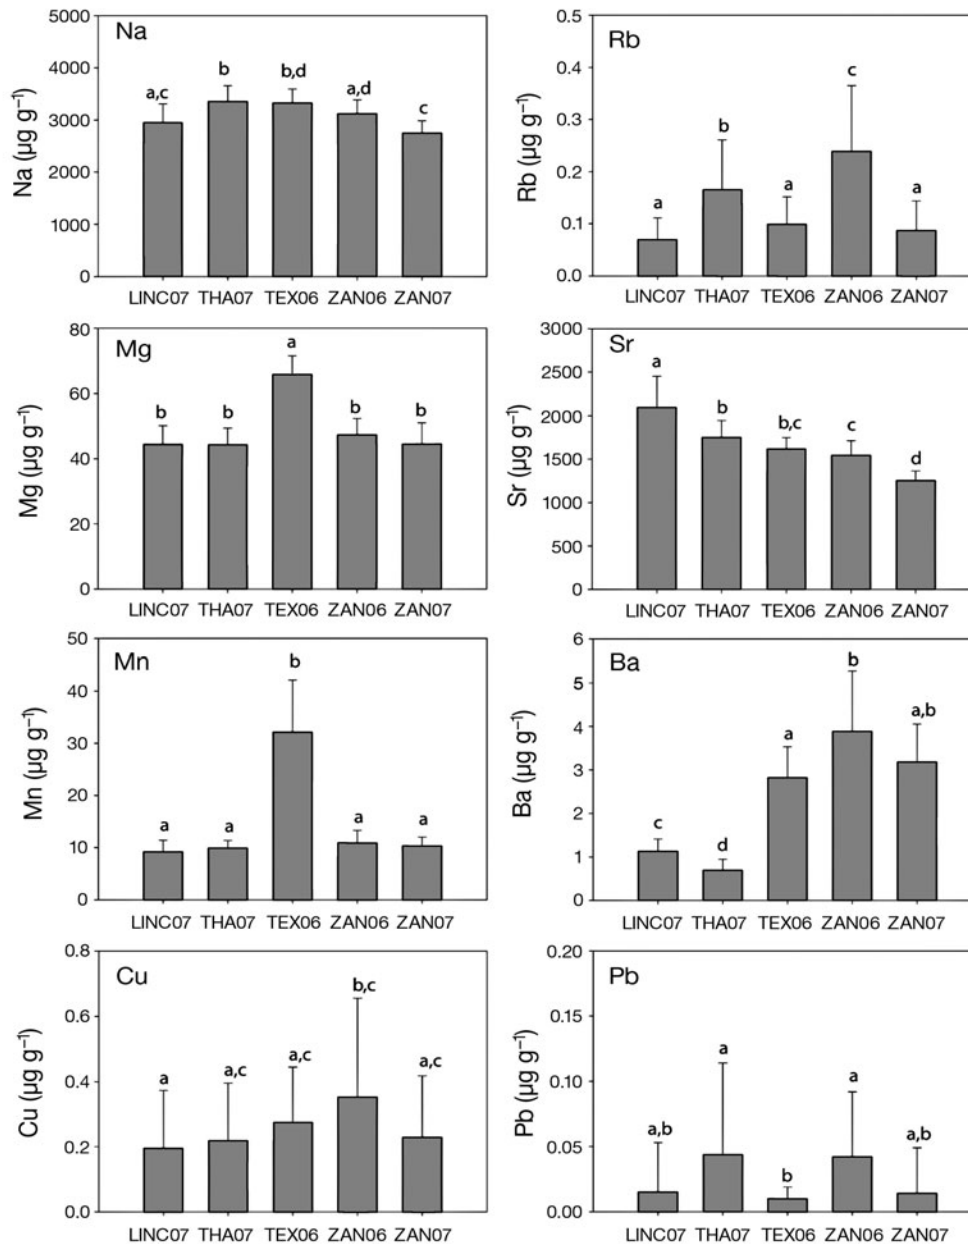 Na
Na (µg g⁻¹)
5000
4000
3000
2000
1000
0
a,c
b
b,d
a,d
c
LINC07 THA07 TEX06 ZAN06 ZAN07
Rb
Rb (µg g⁻¹)
0.5
0.4
0.3
0.2
0.1
0.0
a
b
a
c
a
LINC07 THA07 TEX06 ZAN06 ZAN07
Mg
Mg (µg g⁻¹)
80
60
40
20
0
b
b
a
b
b
LINC07 THA07 TEX06 ZAN06 ZAN07
Sr
Sr (µg g⁻¹)
3000
2500
2000
1500
1000
500
0
a
b
b,c
c
d
LINC07 THA07 TEX06 ZAN06 ZAN07
Mn
Mn (µg g⁻¹)
50
40
30
20
10
0
a
a
b
a
a
LINC07 THA07 TEX06 ZAN06 ZAN07
Ba
Ba (µg g⁻¹)
6
5
4
3
2
1
0
c
d
a
b
a,b
LINC07 THA07 TEX06 ZAN06 ZAN07
Cu
Cu (µg g⁻¹)
0.8
0.6
0.4
0.2
0.0
a
a,c
a,c
b,c
a,c
LINC07 THA07 TEX06 ZAN06 ZAN07
Pb
Pb (µg g⁻¹)
0.20
0.15
0.10
0.05
0.00
a,b
a
b
a
a,b
LINC07 THA07 TEX06 ZAN06 ZAN07